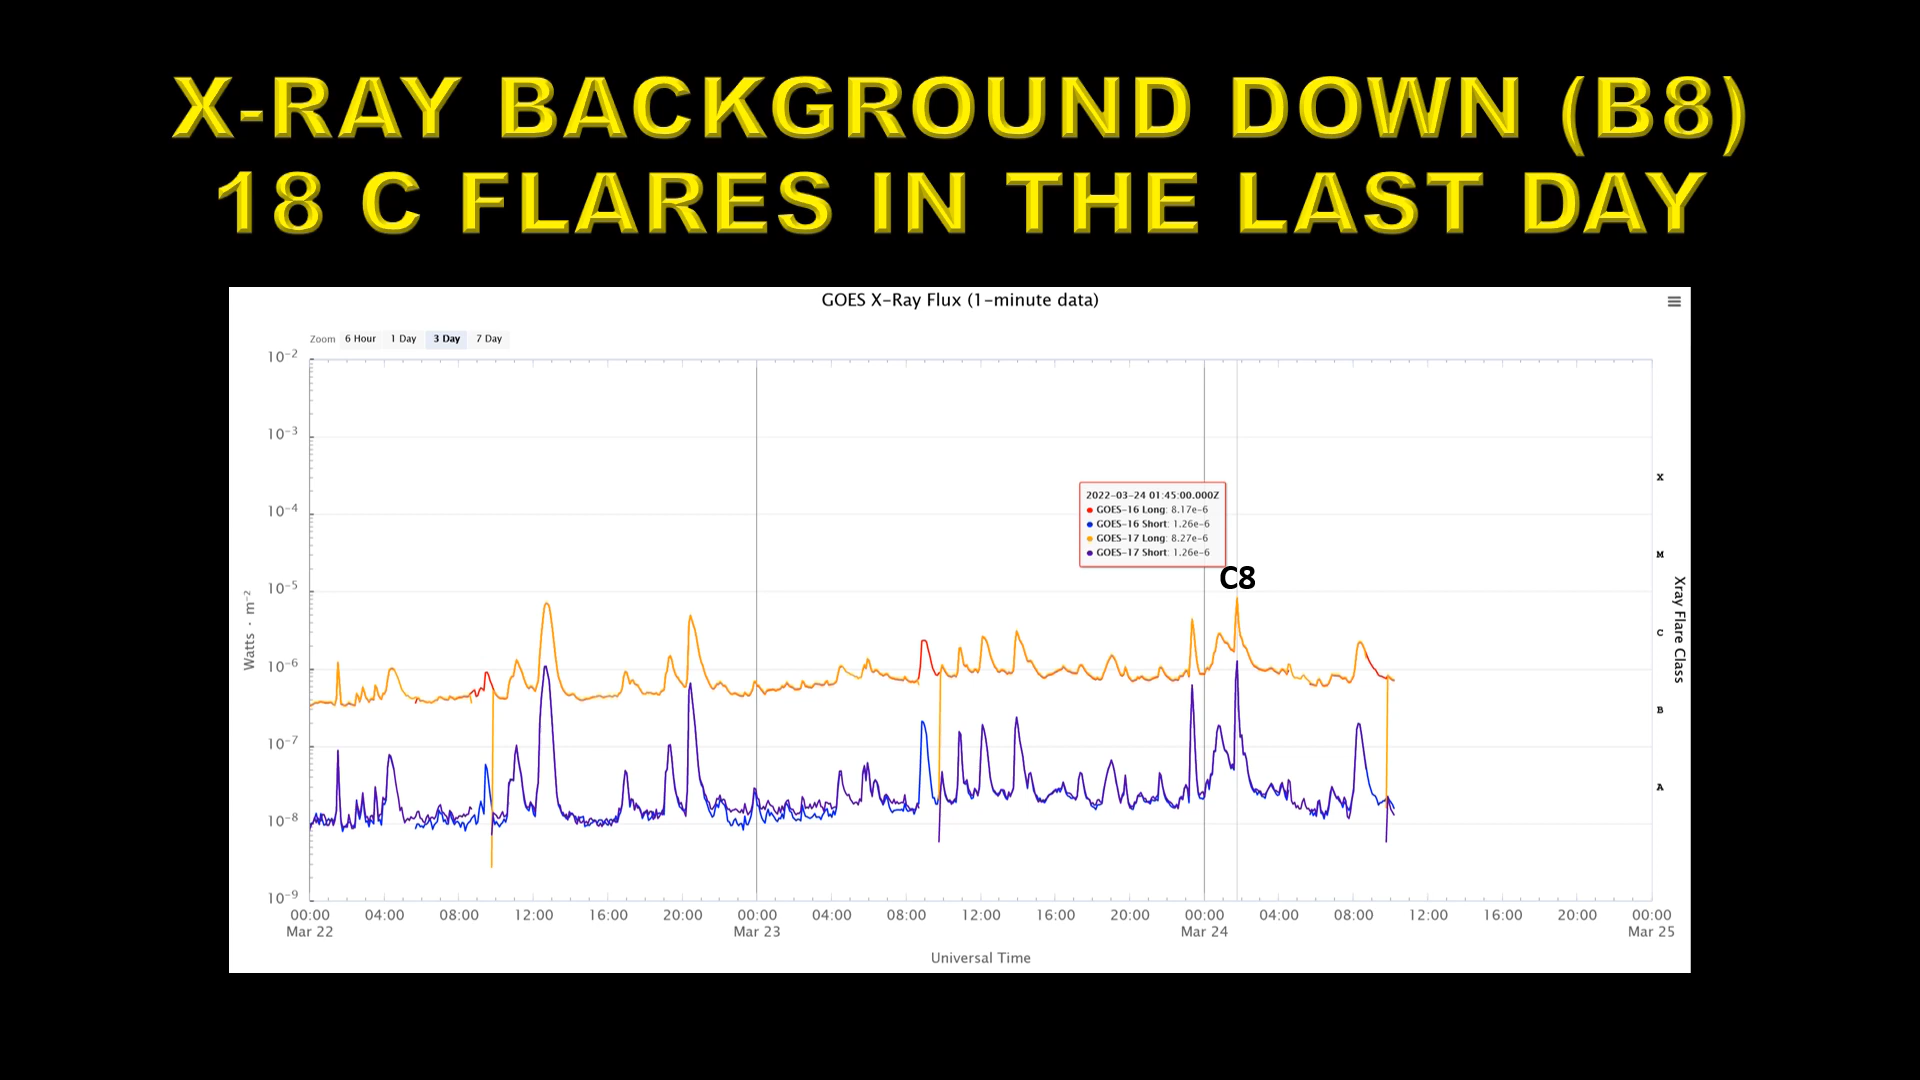 X-RAY BACKGROUND DOWN (B8)
18 C FLARES IN THE LAST DAY
GOES X-Ray Flux (1-minute data)
Zoom 6 Hour 1 Day 3 Day 7 Day
10⁻²
10⁻³
10⁻⁴
10⁻⁵
10⁻⁶
10⁻⁷
10⁻⁸
10⁻⁹
Watts · m⁻²
2022-03-24 01:45:00.000Z
GOES-16 Long: 8.17e-6
GOES-16 Short: 1.26e-6
GOES-17 Long: 8.27e-6
GOES-17 Short: 1.26e-6
C8
X
M
C
B
A
Xray Flare Class
00:00 04:00 08:00 12:00 16:00 20:00 00:00 04:00 08:00 12:00 16:00 20:00 00:00 04:00 08:00 12:00 16:00 20:00 00:00
Mar 22 Mar 23 Mar 24 Mar 25
Universal Time